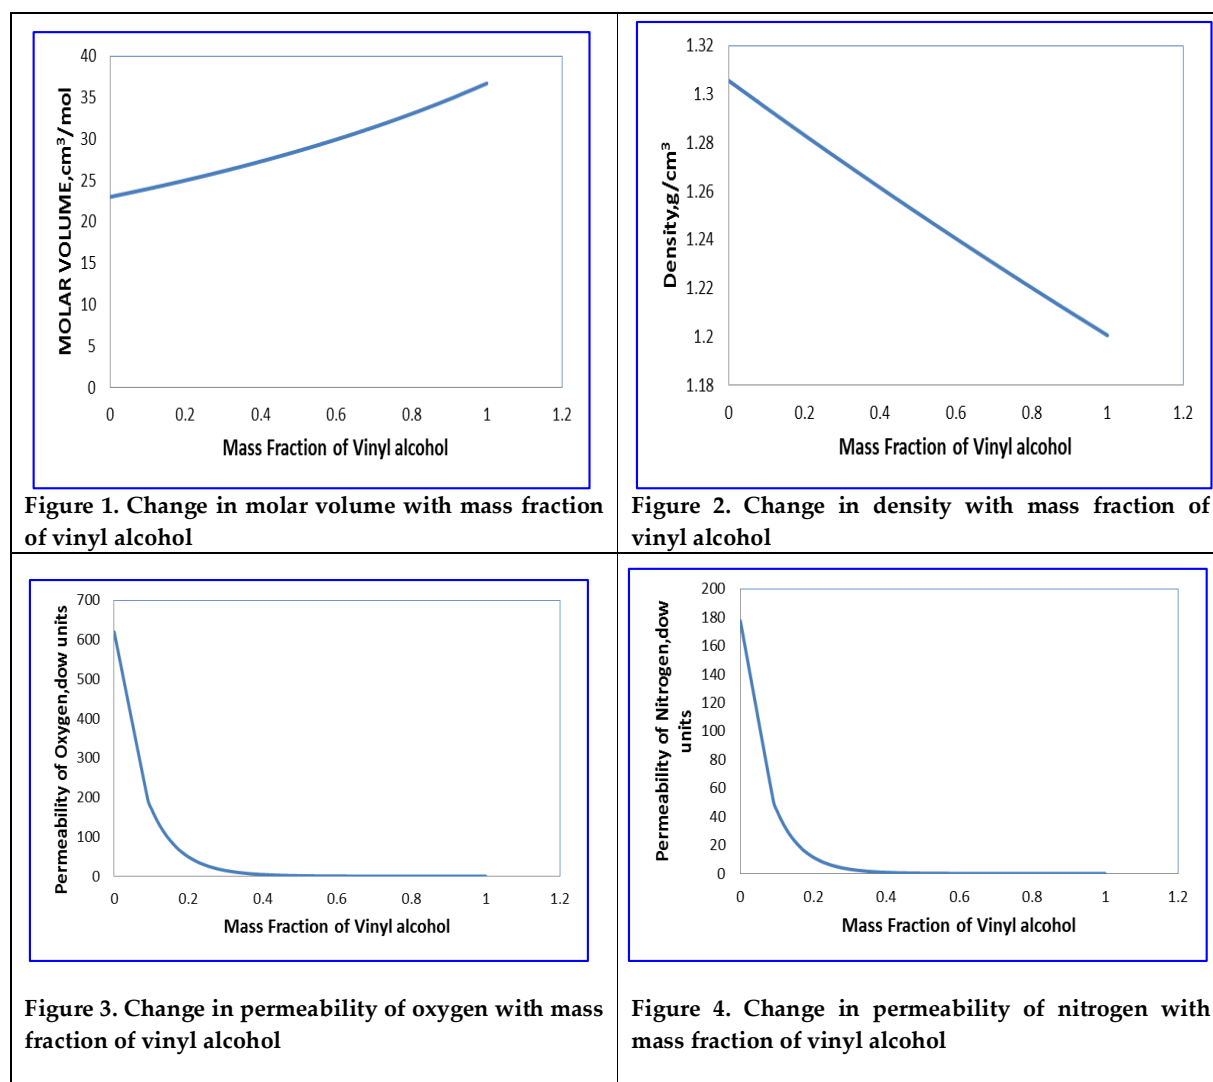 40
35
30
25
20
15
10
5
0
MOLAR VOLUME,cm³/mol
0 0.2 0.4 0.6 0.8 1 1.2
Mass Fraction of Vinyl alcohol
Figure 1. Change in molar volume with mass fraction
of vinyl alcohol
1.32
1.3
1.28
1.26
1.24
1.22
1.2
1.18
Density,g/cm³
0 0.2 0.4 0.6 0.8 1 1.2
Mass Fraction of Vinyl alcohol
Figure 2. Change in density with mass fraction of
vinyl alcohol
700
600
500
400
300
200
100
0
Permeability of Oxygen,dow units
0 0.2 0.4 0.6 0.8 1 1.2
Mass Fraction of Vinyl alcohol
Figure 3. Change in permeability of oxygen with mass
fraction of vinyl alcohol
200
180
160
140
120
100
80
60
40
20
0
Permeability of Nitrogen,dow
units
0 0.2 0.4 0.6 0.8 1 1.2
Mass Fraction of Vinyl alcohol
Figure 4. Change in permeability of nitrogen with
mass fraction of vinyl alcohol